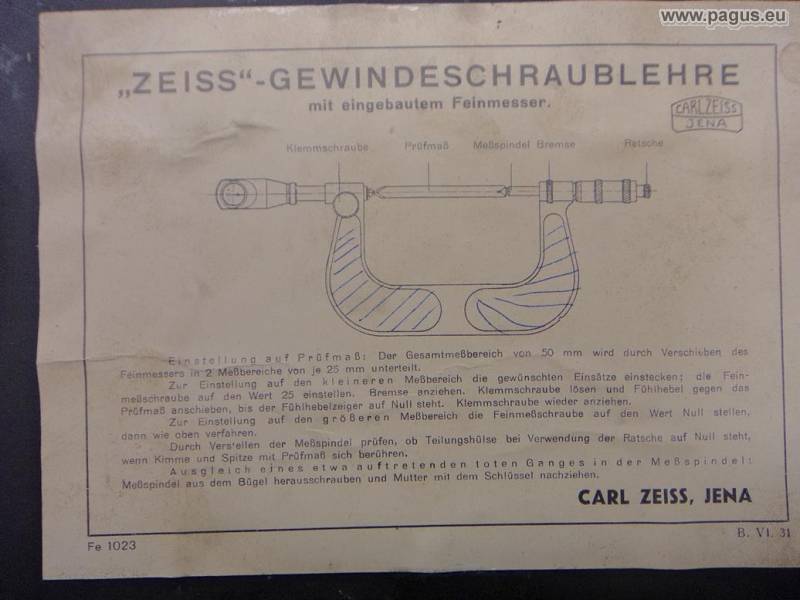 www.pagus.eu
„ZEISS“-GEWINDESCHRAUBLEHRE
mit eingebautem Feinmesser.
CARL ZEISS
JENA
Klemmschraube Prüfmaß Meßspindel Bremse Ratsche
Einstellung auf Prüfmaß: Der Gesamtmeßbereich von 50 mm wird durch Verschieben des
Feinmessers in 2 Meßbereiche von je 25 mm unterteilt.
Zur Einstellung auf den kleineren Meßbereich die gewünschten Einsätze einstecken; die Fein-
meßschraube auf den Wert 25 einstellen. Bremse anziehen. Klemmschraube lösen und Fühlhebel gegen das
Prüfmaß anschieben, bis der Fühlhebelzeiger auf Null steht. Klemmschraube wieder anziehen.
Zur Einstellung auf den größeren Meßbereich die Feinmeßschraube auf den Wert Null stellen,
dann wie oben verfahren.
Durch Verstellen der Meßspindel prüfen, ob Teilungshülse bei Verwendung der Ratsche auf Null steht,
wenn Kimme und Spitze mit Prüfmaß sich berühren.
Ausgleich eines etwa auftretenden toten Ganges in der Meßspindel:
Meßspindel aus dem Bügel herausschrauben und Mutter mit dem Schlüssel nachziehen.
CARL ZEISS, JENA
Fe 1023
B. VI. 31